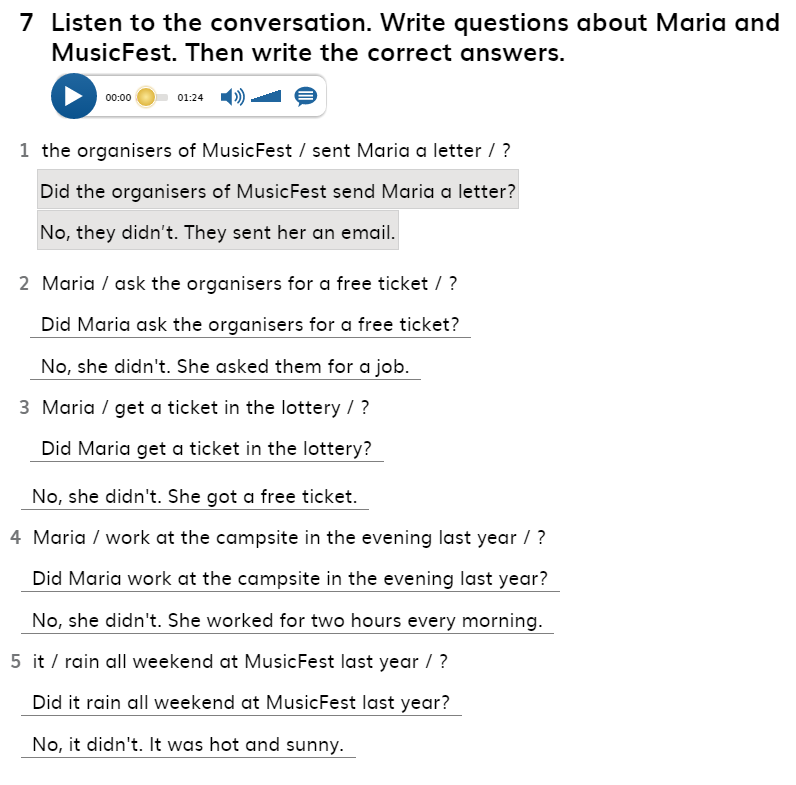 7 Listen to the conversation. Write questions about Maria and
MusicFest. Then write the correct answers.
00:00 01:24
1 the organisers of MusicFest / sent Maria a letter / ?
Did the organisers of MusicFest send Maria a letter?
No, they didn’t. They sent her an email.
2 Maria / ask the organisers for a free ticket / ?
Did Maria ask the organisers for a free ticket?
No, she didn't. She asked them for a job.
3 Maria / get a ticket in the lottery / ?
Did Maria get a ticket in the lottery?
No, she didn't. She got a free ticket.
4 Maria / work at the campsite in the evening last year / ?
Did Maria work at the campsite in the evening last year?
No, she didn't. She worked for two hours every morning.
5 it / rain all weekend at MusicFest last year / ?
Did it rain all weekend at MusicFest last year?
No, it didn't. It was hot and sunny.